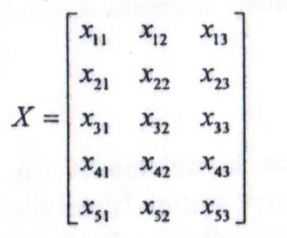 x₁₁ x₁₂ x₁₃
x₂₁ x₂₂ x₂₃
X = x₃₁ x₃₂ x₃₃
x₄₁ x₄₂ x₄₃
x₅₁ x₅₂ x₅₃